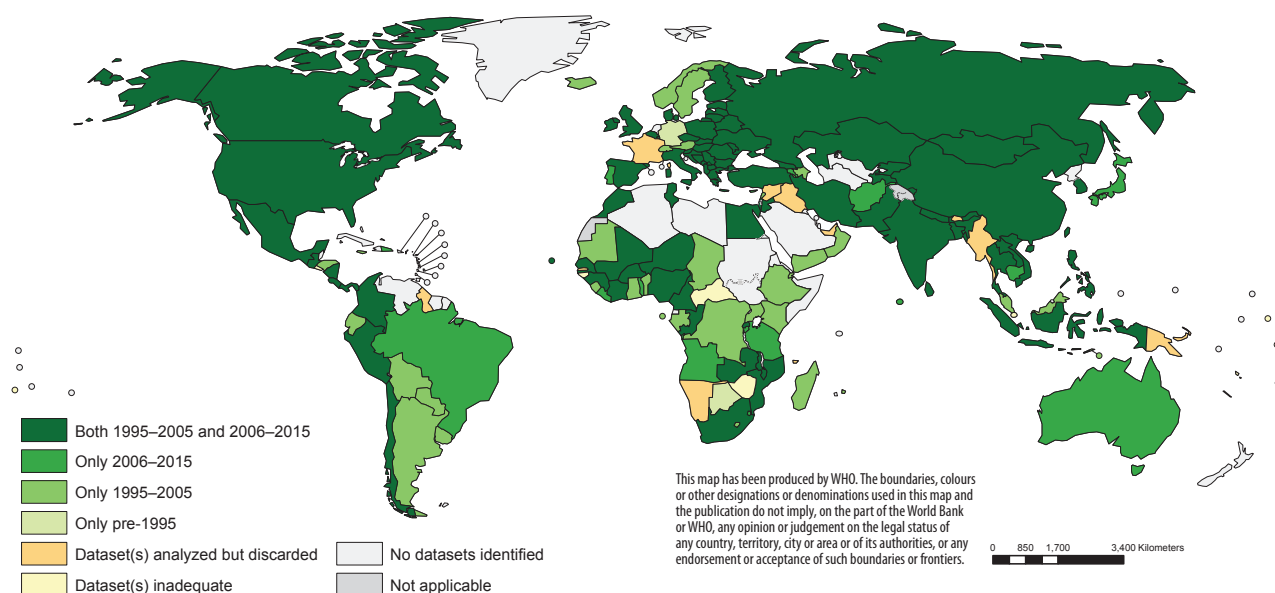 Both 1995–2005 and 2006–2015
Only 2006–2015
Only 1995–2005
Only pre-1995
Dataset(s) analyzed but discarded
Dataset(s) inadequate
No datasets identified
Not applicable
This map has been produced by WHO. The boundaries, colours
or other designations or denominations used in this map and
the publication do not imply, on the part of the World Bank
or WHO, any opinion or judgement on the legal status of
any country, territory, city or area or of its authorities, or any
endorsement or acceptance of such boundaries or frontiers.
0 850 1,700 3,400 Kilometers